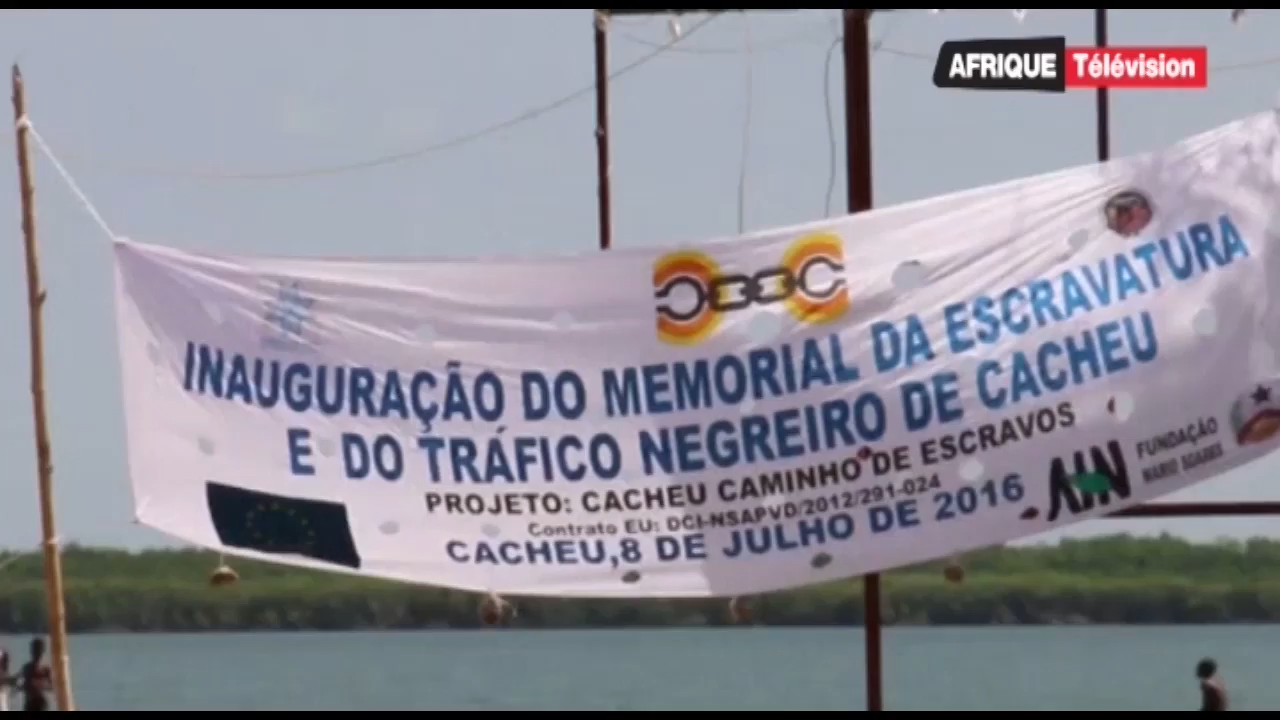 AFRIQUE Télévision
INAUGURAÇÃO DO MEMORIAL DA ESCRAVATURA
E DO TRÁFICO NEGREIRO DE CACHEU
PROJETO: CACHEU CAMINHO DE ESCRAVOS
Contrato EU: DCI-NSAPVD/2012/291-024
CACHEU,8 DE JULHO DE 2016
AIN
FUNDAÇÃO
MARIO SOARES